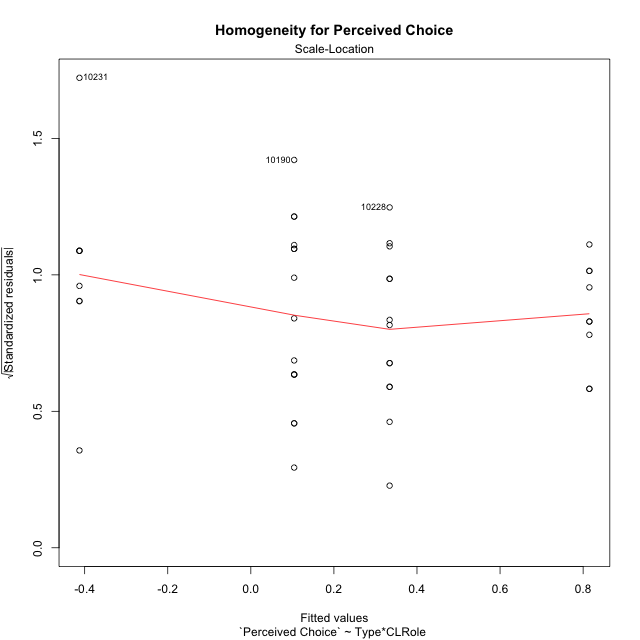 Homogeneity for Perceived Choice
Scale-Location
10231
10190
10228
1.5
1.0
0.5
0.0
√|Standardized residuals|
-0.4 -0.2 0.0 0.2 0.4 0.6 0.8
Fitted values
`Perceived Choice` ~ Type*CLRole